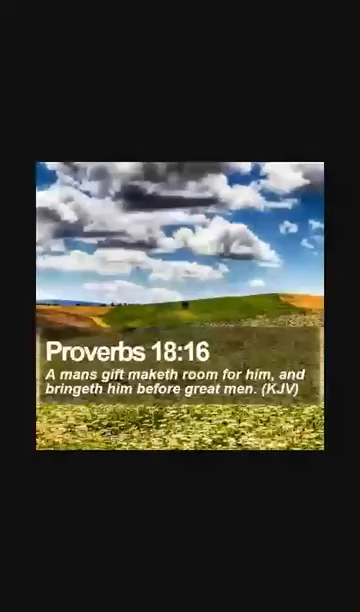 Proverbs 18:16
A mans gift maketh room for him, and
bringeth him before great men. (KJV)